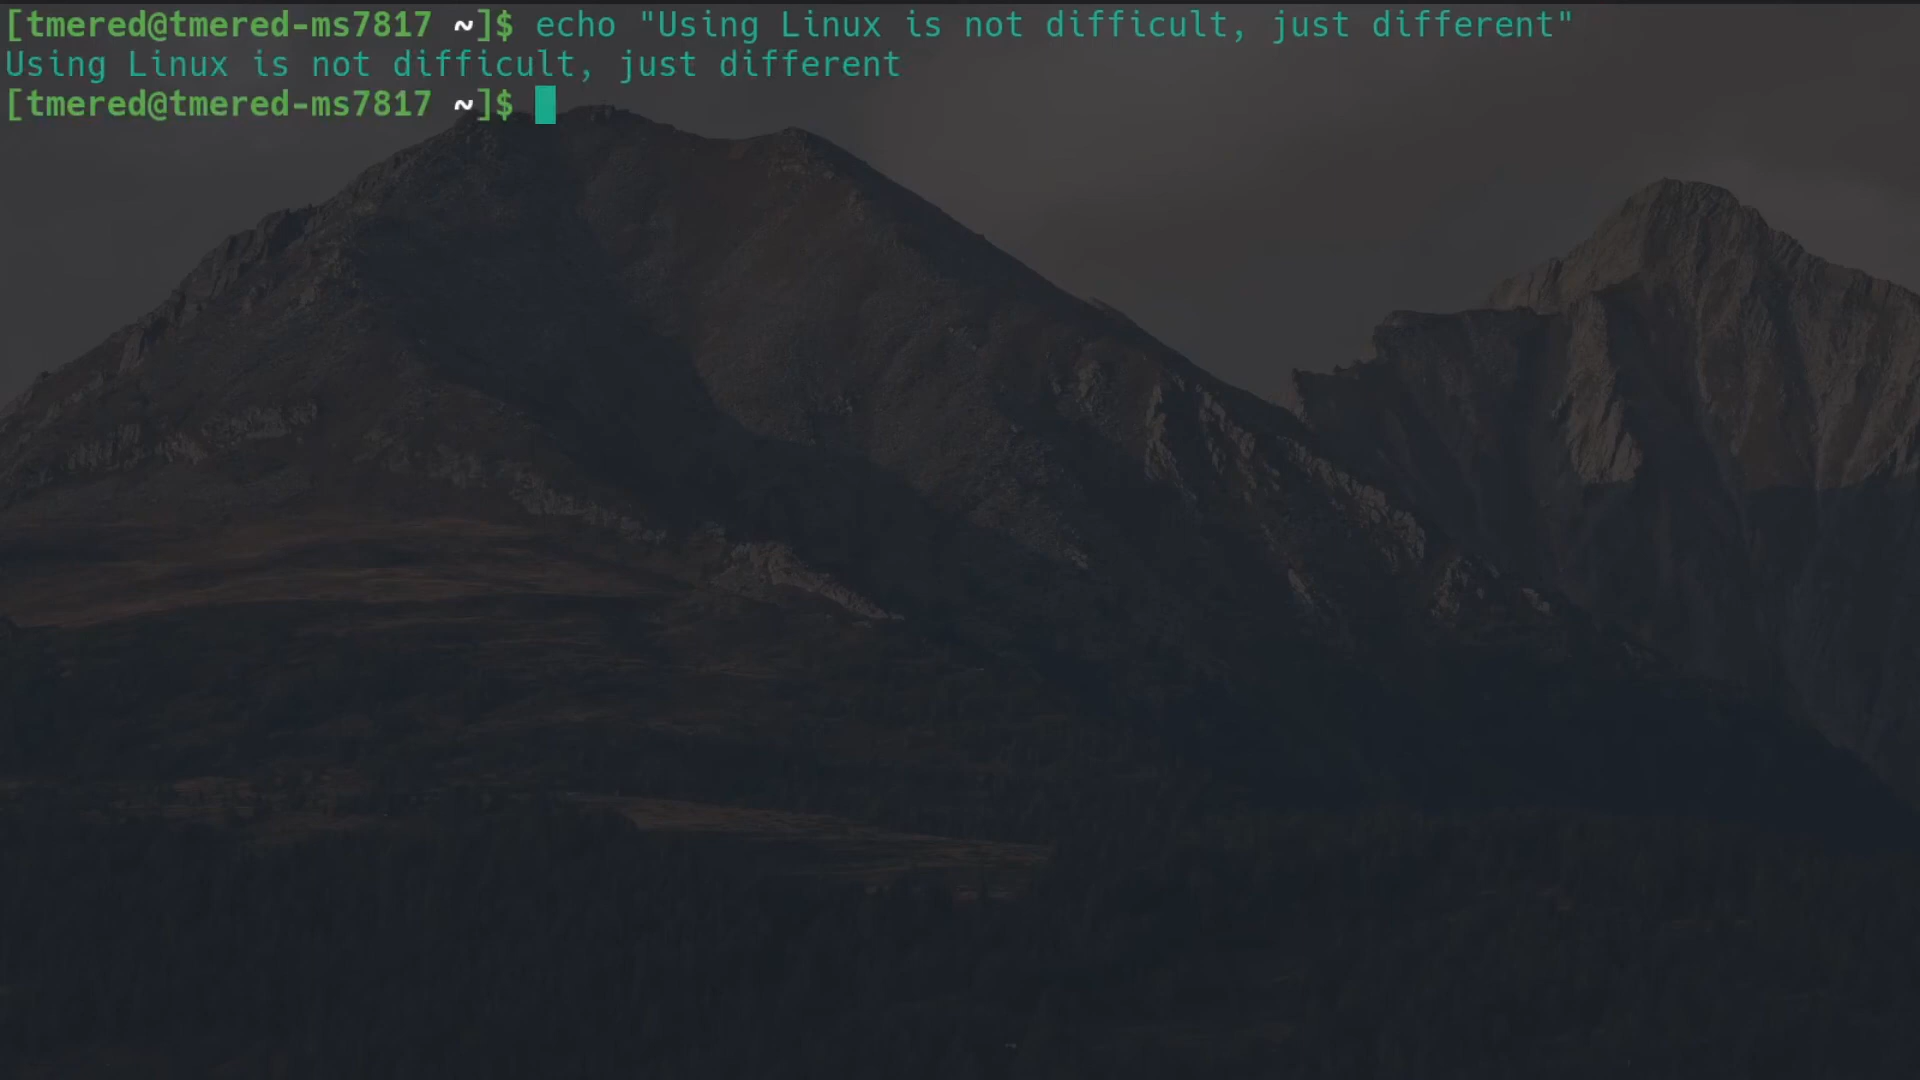 [tmered@tmered-ms7817 ~]$ echo "Using Linux is not difficult, just different"
Using Linux is not difficult, just different
[tmered@tmered-ms7817 ~]$